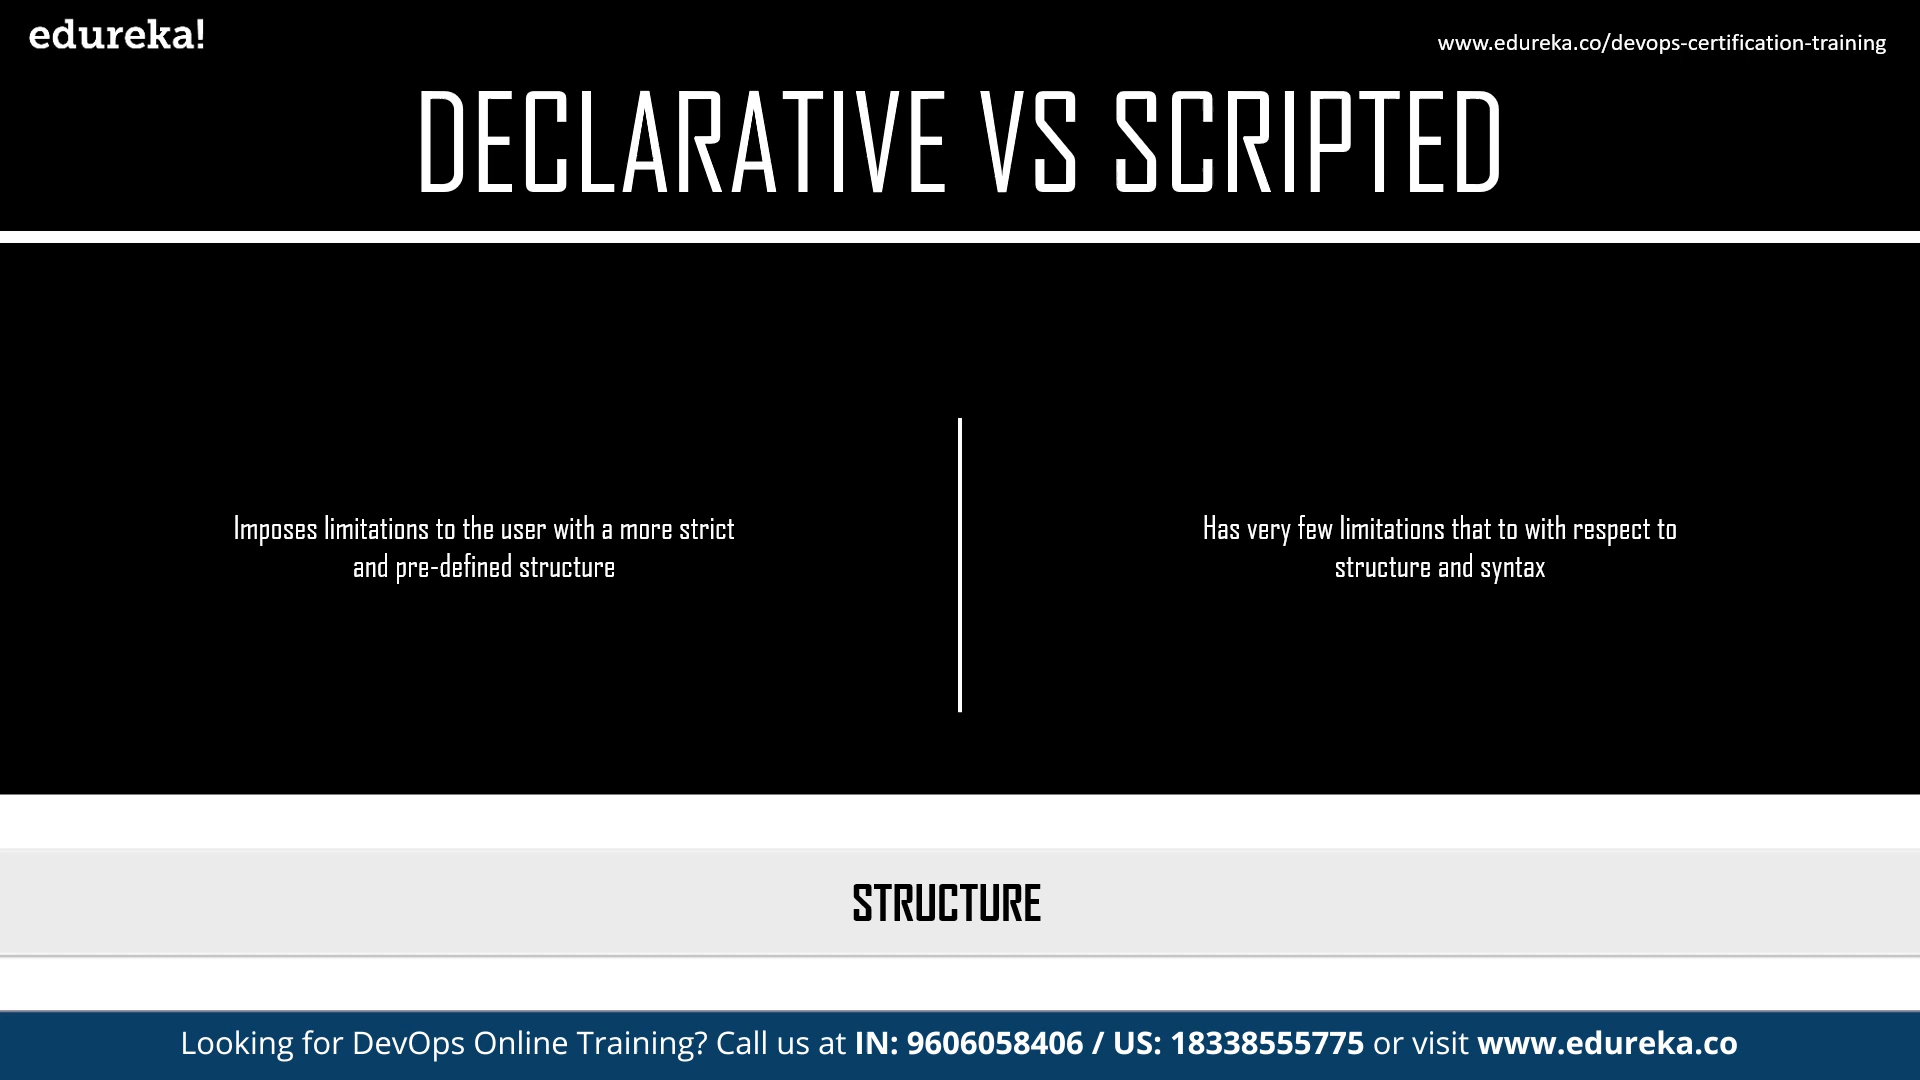 edureka!
www.edureka.co/devops-certification-training
DECLARATIVE VS SCRIPTED
Imposes limitations to the user with a more strict
and pre-defined structure
Has very few limitations that to with respect to
structure and syntax
STRUCTURE
Looking for DevOps Online Training? Call us at IN: 9606058406 / US: 18338555775 or visit www.edureka.co